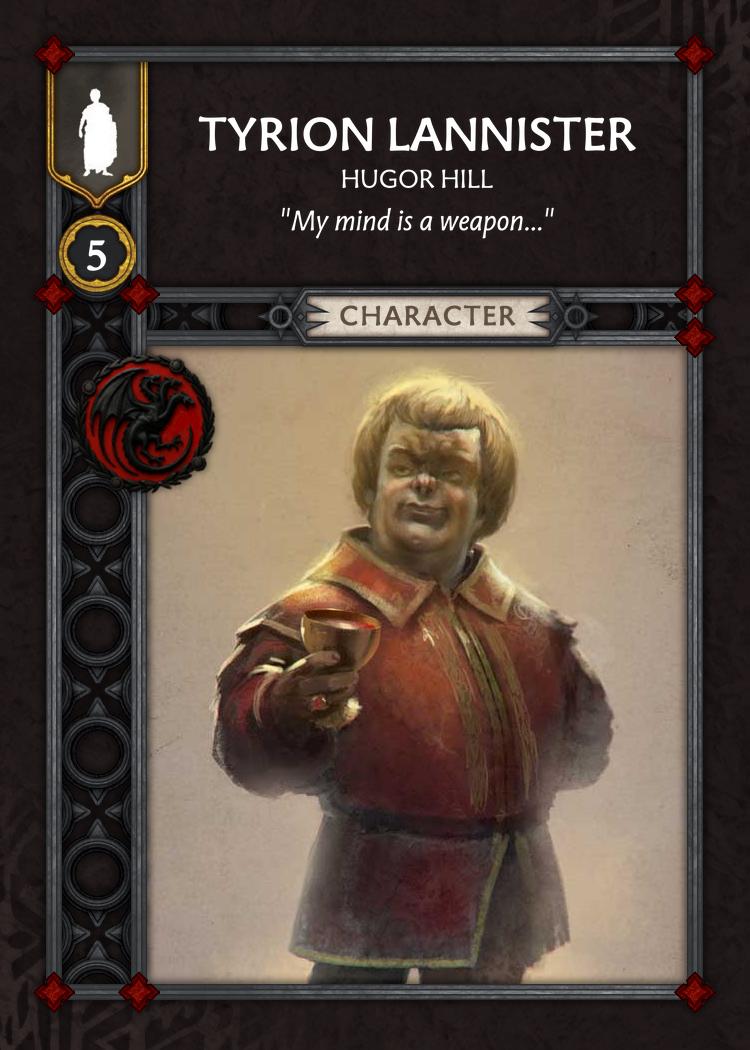 TYRION LANNISTER
HUGOR HILL
"My mind is a weapon..."
5
CHARACTER